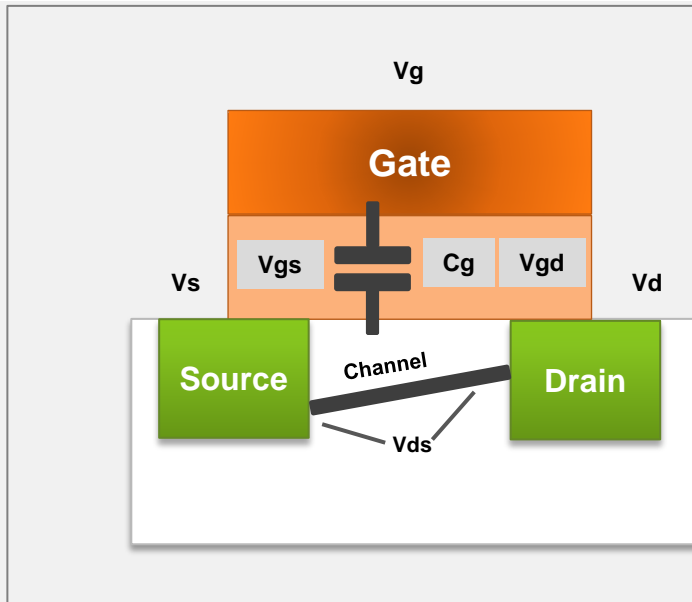 Vg
Gate
Vgs
Cg
Vgd
Vs
Vd
Source
Channel
Drain
Vds